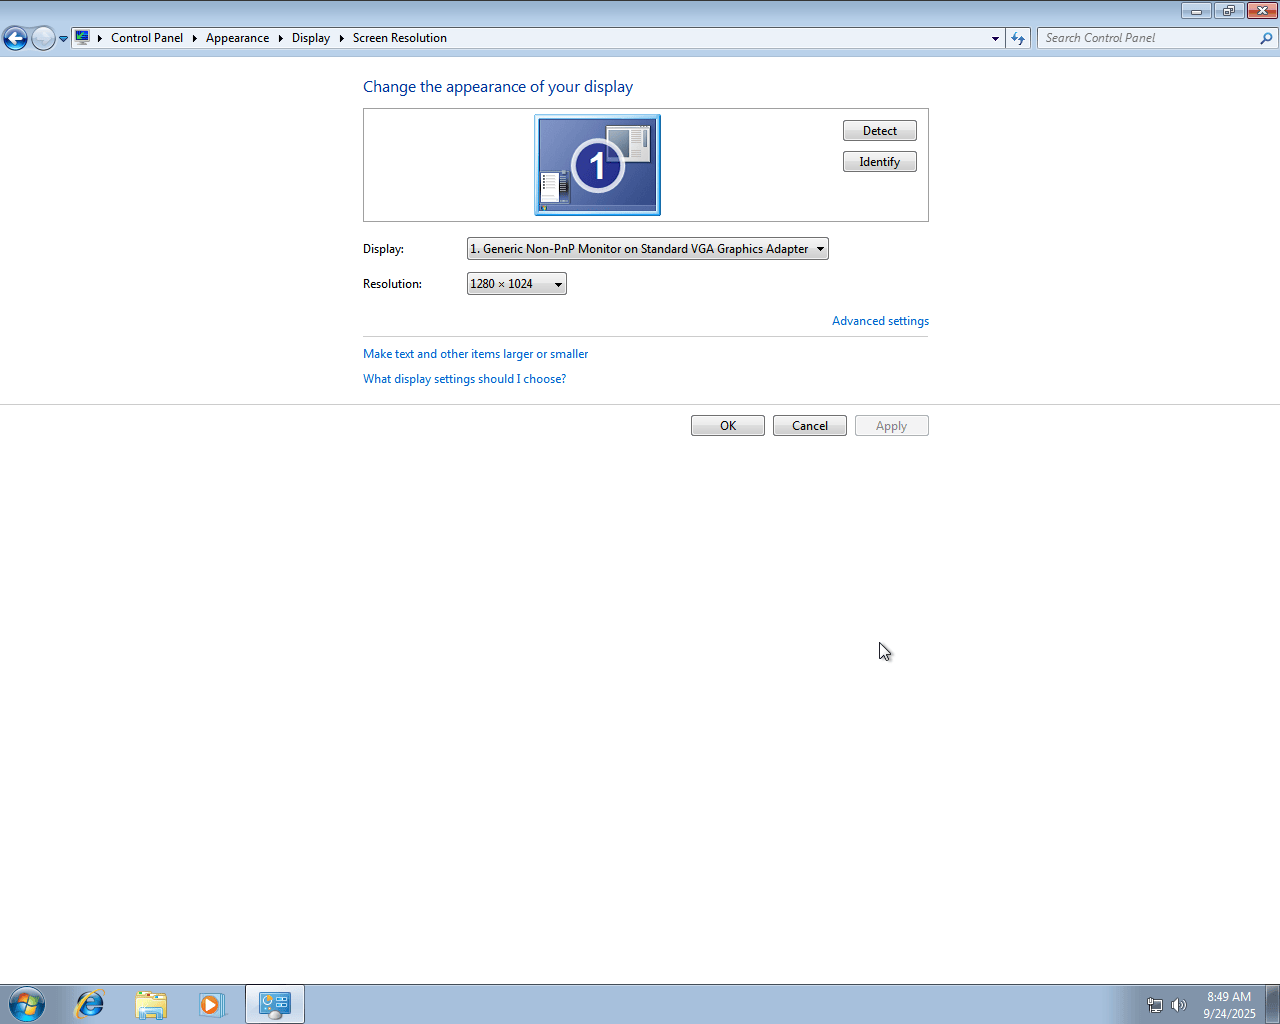 Control Panel Appearance Display Screen Resolution
Search Control Panel
Change the appearance of your display
1
Detect
Identify
Display: 1. Generic Non-PnP Monitor on Standard VGA Graphics Adapter
Resolution: 1280 × 1024
Advanced settings
Make text and other items larger or smaller
What display settings should I choose?
OK Cancel Apply
8:49 AM
9/24/2025